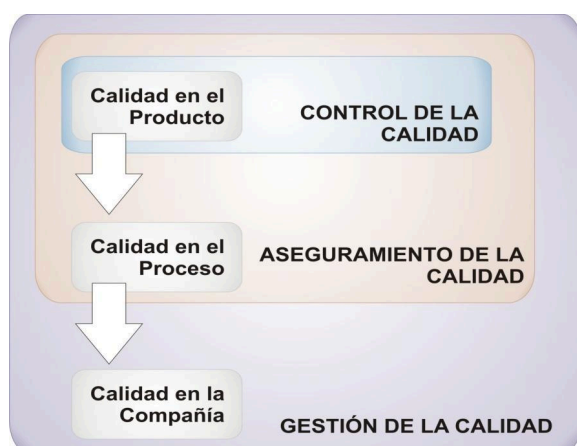 Calidad en el
Producto
CONTROL DE LA
CALIDAD
Calidad en el
Proceso
ASEGURAMIENTO DE LA
CALIDAD
Calidad en la
Compañía
GESTIÓN DE LA CALIDAD